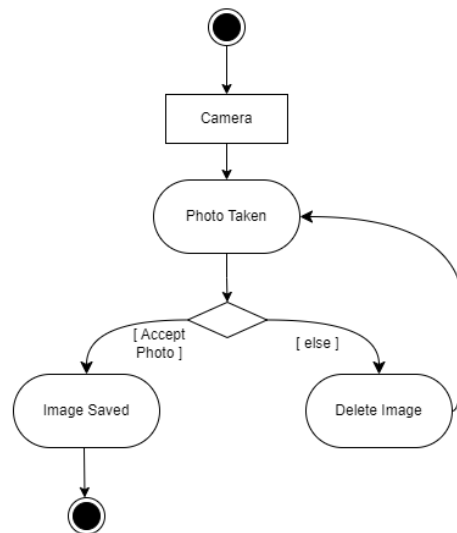 Camera
Photo Taken
[ Accept
Photo ]
[ else ]
Image Saved
Delete Image